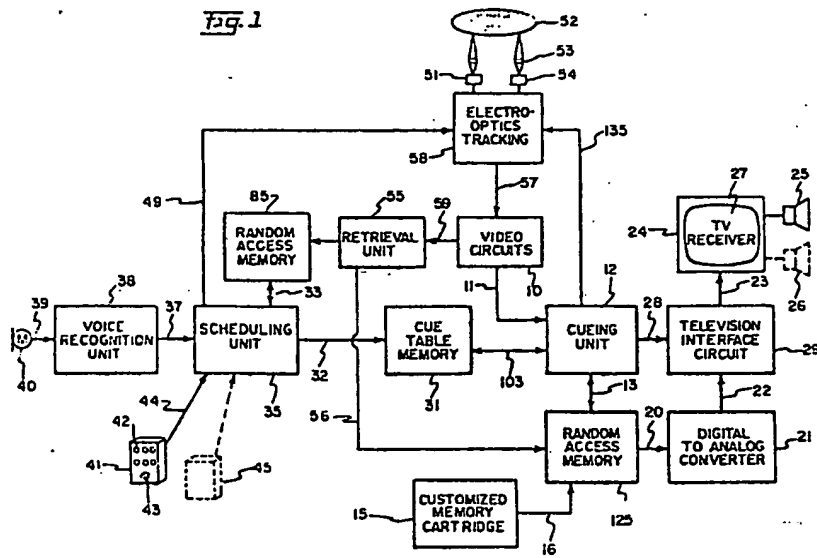 Fig. 1
52
53
51
54
ELECTRO-
OPTICS
TRACKING
58
135
49
57
85
RANDOM
ACCESS
MEMORY
55
RETRIEVAL
UNIT
59
VIDEO
CIRCUITS
10
11
12
27
25
24
TV
RECEIVER
26
23
33
38
39
VOICE
RECOGNITION
UNIT
37
40
SCHEDULING
UNIT
35
32
CUE
TABLE
MEMORY
31
103
CUEING
UNIT
28
TELEVISION
INTERFACE
CIRCUIT
29
13
22
44
42
41
43
45
56
RANDOM
ACCESS
MEMORY
125
20
DIGITAL
TO ANALOG
CONVERTER
21
15
CUSTOMIZED
MEMORY
CARTRIDGE
16